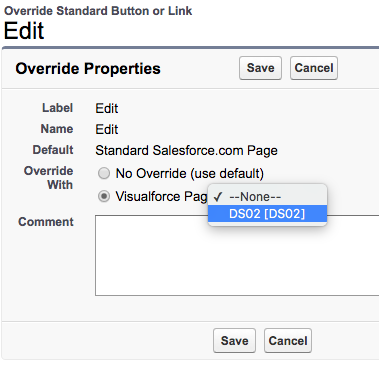 Override Standard Button or Link
Edit
Override Properties Save Cancel
Label Edit
Name Edit
Default Standard Salesforce.com Page
Override With No Override (use default)
Visualforce Pag ✓ --None--
DS02 [DS02]
Comment
Save Cancel